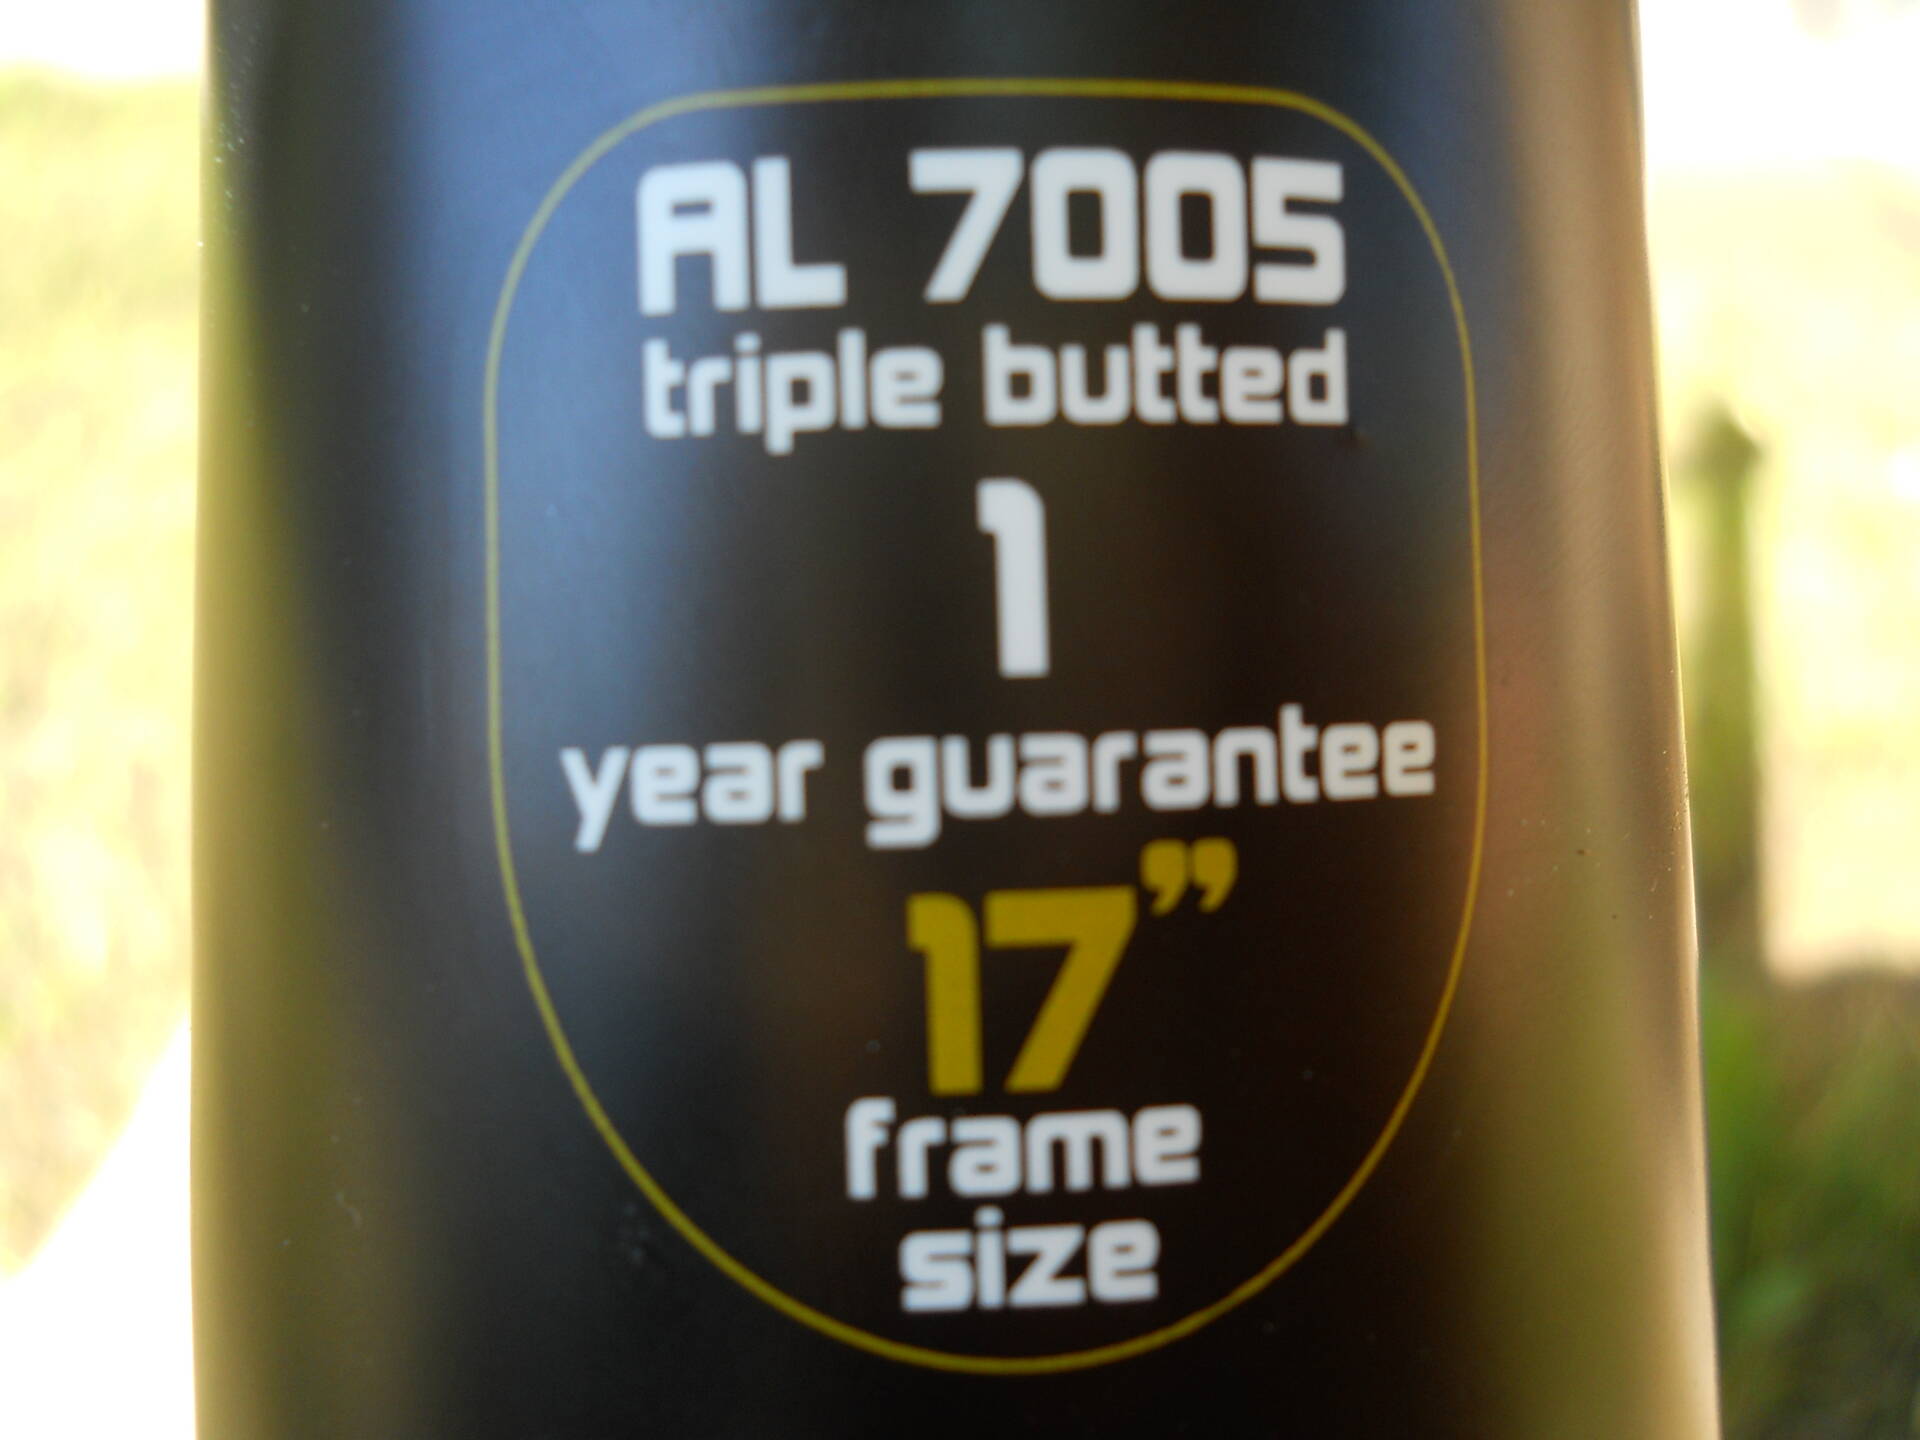 AL 7005
triple butted
1
year guarantee
17”
frame
size